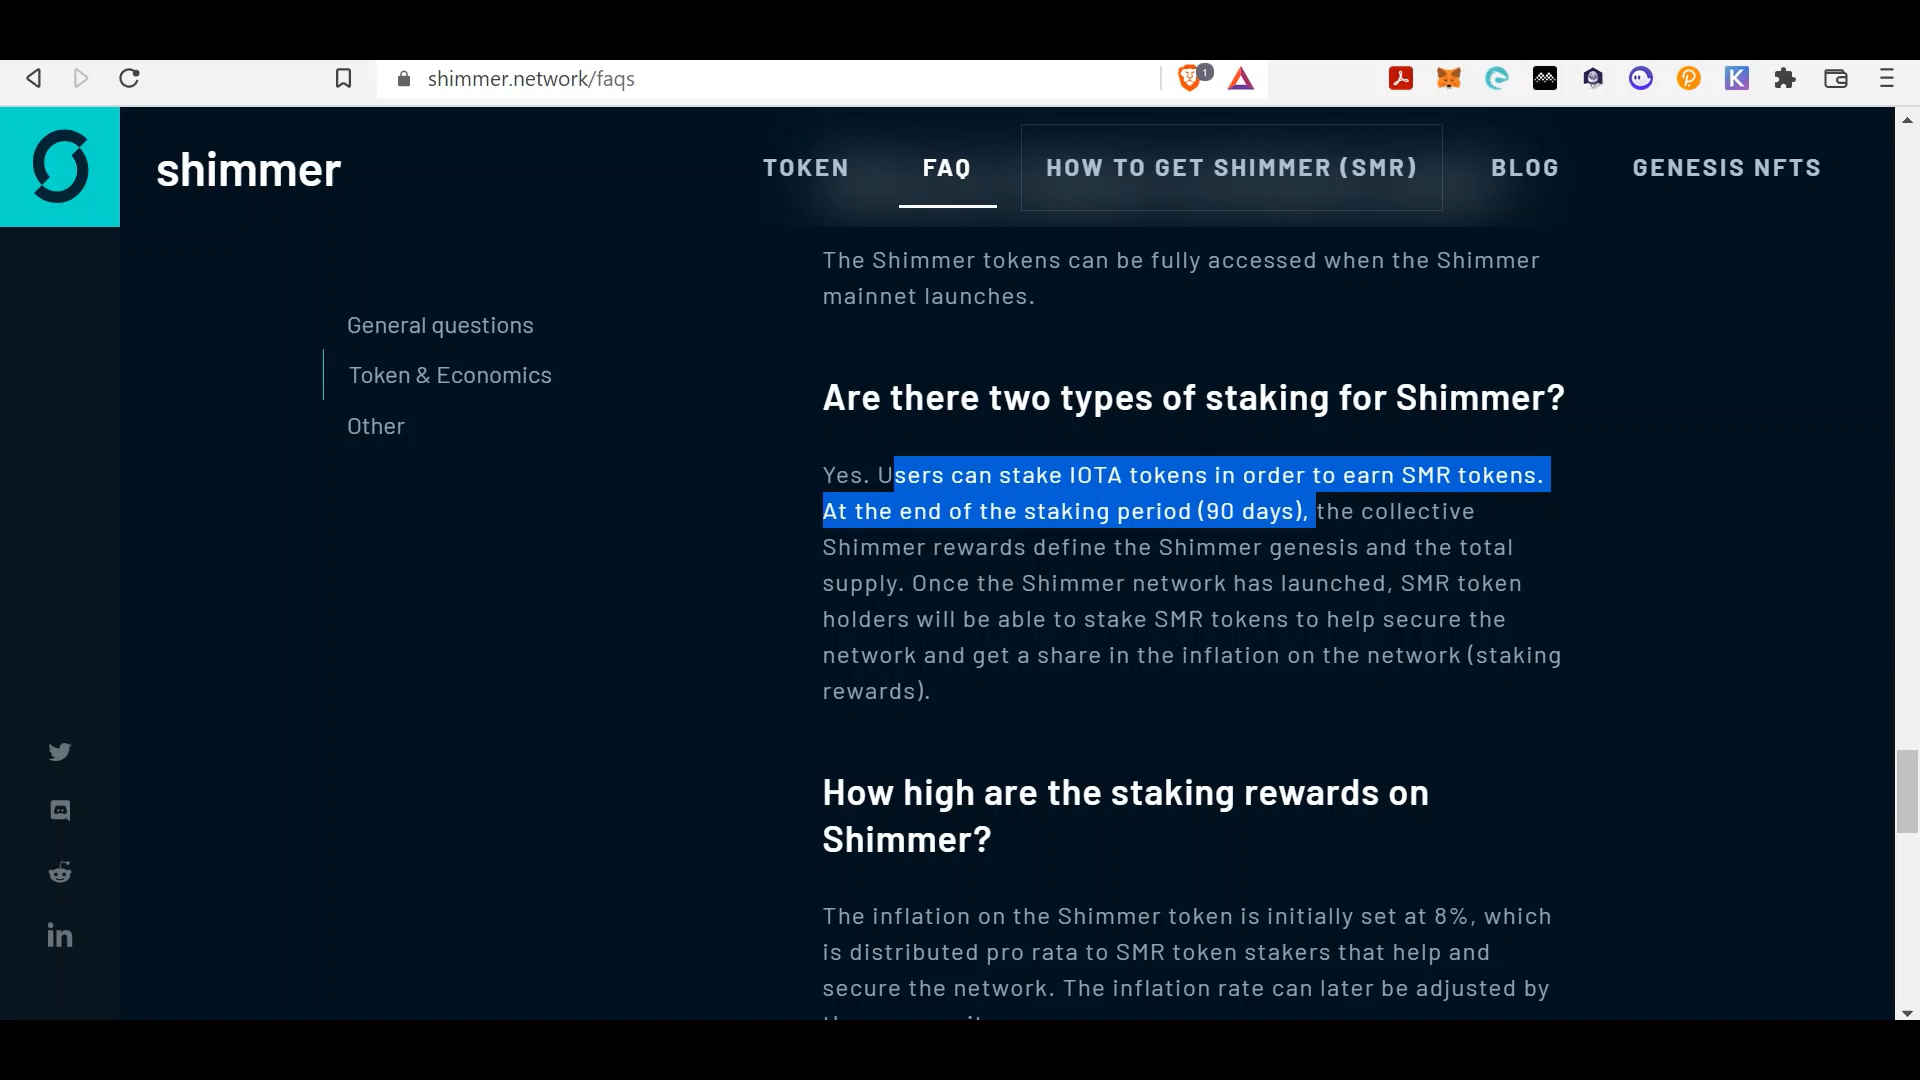 shimmer.network/faqs
1
shimmer
TOKEN
FAQ
HOW TO GET SHIMMER (SMR)
BLOG
GENESIS NFTS
General questions
Token & Economics
Other
The Shimmer tokens can be fully accessed when the Shimmer
mainnet launches.
Are there two types of staking for Shimmer?
Yes. Users can stake IOTA tokens in order to earn SMR tokens.
At the end of the staking period (90 days), the collective
Shimmer rewards define the Shimmer genesis and the total
supply. Once the Shimmer network has launched, SMR token
holders will be able to stake SMR tokens to help secure the
network and get a share in the inflation on the network (staking
rewards).
How high are the staking rewards on
Shimmer?
The inflation on the Shimmer token is initially set at 8%, which
is distributed pro rata to SMR token stakers that help and
secure the network. The inflation rate can later be adjusted by